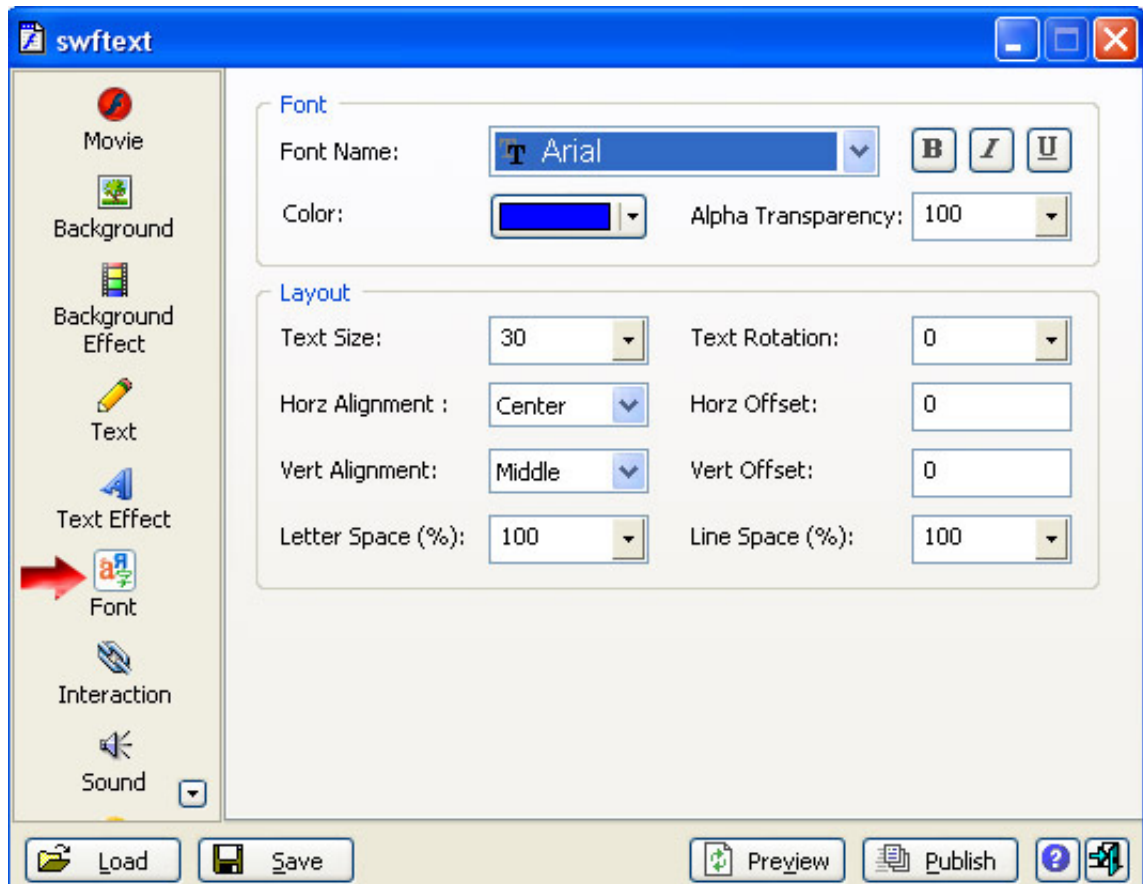 swftext
Movie
Background
Background
Effect
Text
Text Effect
Font
Interaction
Sound
Font
Font Name: Arial B I U
Color: Alpha Transparency: 100
Layout
Text Size: 30 Text Rotation: 0
Horz Alignment : Center Horz Offset: 0
Vert Alignment: Middle Vert Offset: 0
Letter Space (%): 100 Line Space (%): 100
Load Save Preview Publish